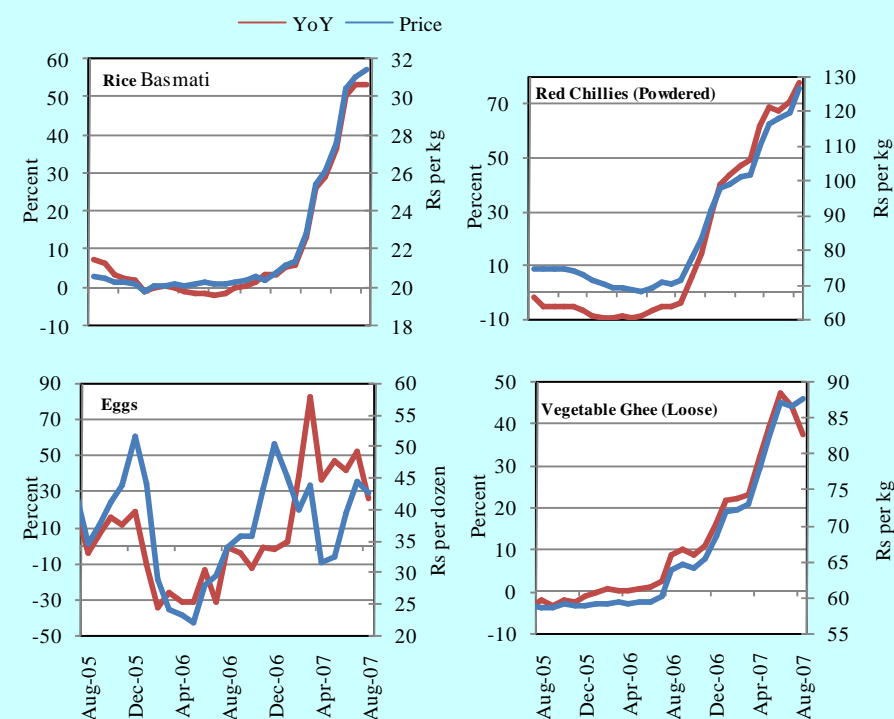 YoY Price
Rice Basmati
60
50
40
30
20
10
0
-10
Percent
32
30
28
26
24
22
20
18
Rs per kg
Red Chillies (Powdered)
70
50
30
10
-10
Percent
130
120
110
100
90
80
70
60
Rs per kg
Eggs
90
70
50
30
10
-10
-30
-50
Percent
60
55
50
45
40
35
30
25
20
Rs per dozen
Aug-05
Dec-05
Apr-06
Aug-06
Dec-06
Apr-07
Aug-07
Vegetable Ghee (Loose)
50
40
30
20
10
0
-10
Percent
90
85
80
75
70
65
60
55
Rs per kg
Aug-05
Dec-05
Apr-06
Aug-06
Dec-06
Apr-07
Aug-07